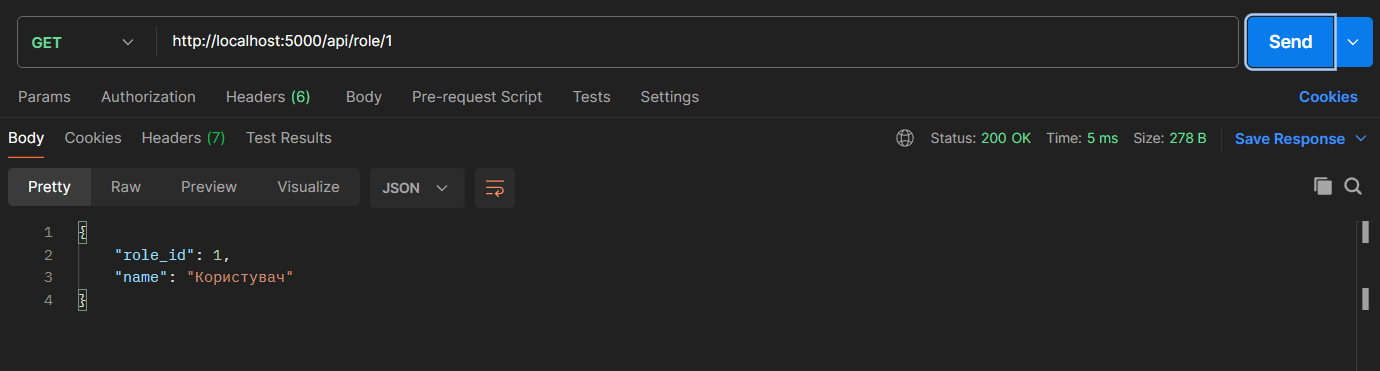 GET http://localhost:5000/api/role/1 Send
Params Authorization Headers (6) Body Pre-request Script Tests Settings Cookies
Body Cookies Headers (7) Test Results Status: 200 OK Time: 5 ms Size: 278 B Save Response
Pretty Raw Preview Visualize JSON
1 {
2 "role_id": 1,
3 "name": "Користувач"
4 }